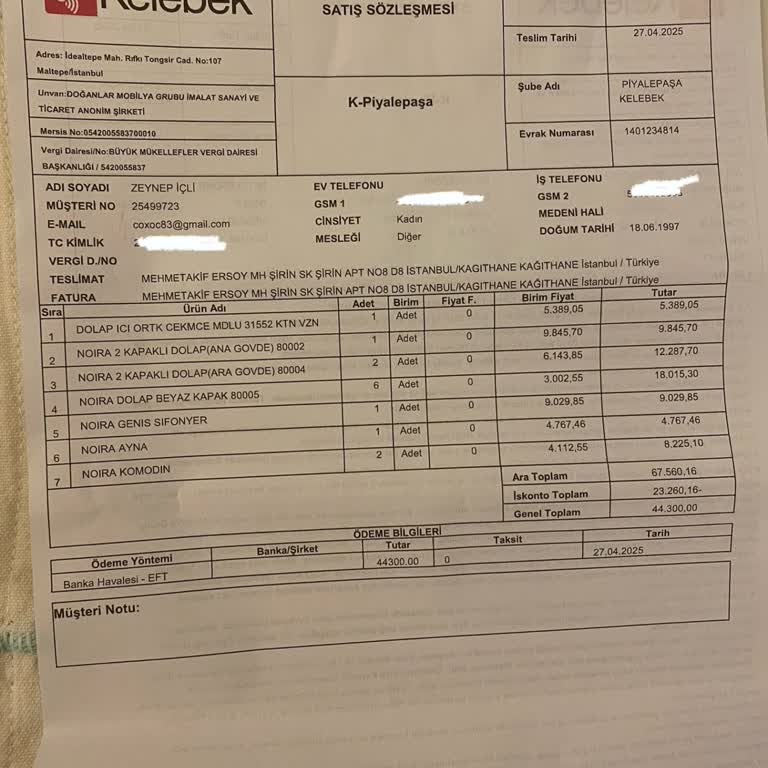 Kelebek
Adres: İdealtepe Mah. Rıfkı Tongsir Cad. No:107
Maltepe/İstanbul
Unvan:DOĞANLAR MOBİLYA GRUBU İMALAT SANAYİ VE
TİCARET ANONİM ŞİRKETİ
Mersis No:0542005583700010
Vergi Dairesi/No:BÜYÜK MÜKELLEFLER VERGİ DAİRESİ
BAŞKANLIĞI / 5420055837
SATIŞ SÖZLEŞMESİ
K-Piyalepaşa
Teslim Tarihi 27.04.2025
Şube Adı PİYALEPAŞA
KELEBEK
Evrak Numarası 1401234814
ADI SOYADI ZEYNEP İÇLİ EV TELEFONU İŞ TELEFONU
MÜŞTERİ NO 25499723 GSM 1 GSM 2
E-MAIL coxoc83@gmail.com CİNSİYET Kadın MEDENİ HALİ
TC KİMLİK MESLEĞİ Diğer DOĞUM TARİHİ 18.06.1997
VERGİ D./NO
TESLİMAT MEHMETAKİF ERSOY MH ŞİRİN SK ŞİRİN APT NO8 D8 İSTANBUL/KAGITHANE KAĞITHANE İstanbul / Türkiye
FATURA MEHMETAKİF ERSOY MH ŞİRİN SK ŞİRİN APT NO8 D8 İSTANBUL/KAGITHANE KAĞITHANE İstanbul / Türkiye
Sıra Ürün Adı Adet Birim Fiyat F. Birim Fiyat Tutar
1 DOLAP ICI ORTK CEKMCE MDLU 31552 KTN VZN 1 Adet 0 5.389,05 5.389,05
2 NOIRA 2 KAPAKLI DOLAP(ANA GOVDE) 80002 1 Adet 0 9.845,70 9.845,70
3 NOIRA 2 KAPAKLI DOLAP(ARA GOVDE) 80004 2 Adet 0 6.143,85 12.287,70
4 NOIRA DOLAP BEYAZ KAPAK 80005 6 Adet 0 3.002,55 18.015,30
5 NOIRA GENIS SIFONYER 1 Adet 0 9.029,85 9.029,85
6 NOIRA AYNA 1 Adet 0 4.767,46 4.767,46
7 NOIRA KOMODIN 2 Adet 0 4.112,55 8.225,10
Ara Toplam 67.560,16
İskonto Toplam 23.260,16-
Genel Toplam 44.300,00
ÖDEME BİLGİLERİ
Ödeme Yöntemi Banka/Şirket Tutar Taksit Tarih
Banka Havalesi - EFT 44300.00 0 27.04.2025
Müşteri Notu: